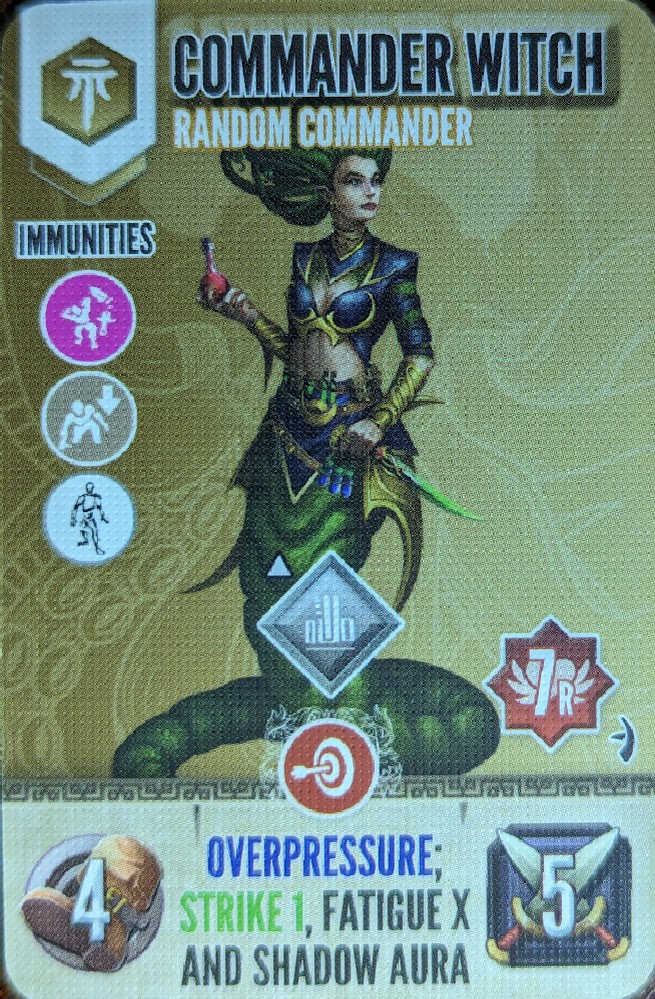 COMMANDER WITCH
RANDOM COMMANDER
IMMUNITIES
7R
4
OVERPRESSURE;
STRIKE 1, FATIGUE X
AND SHADOW AURA
5